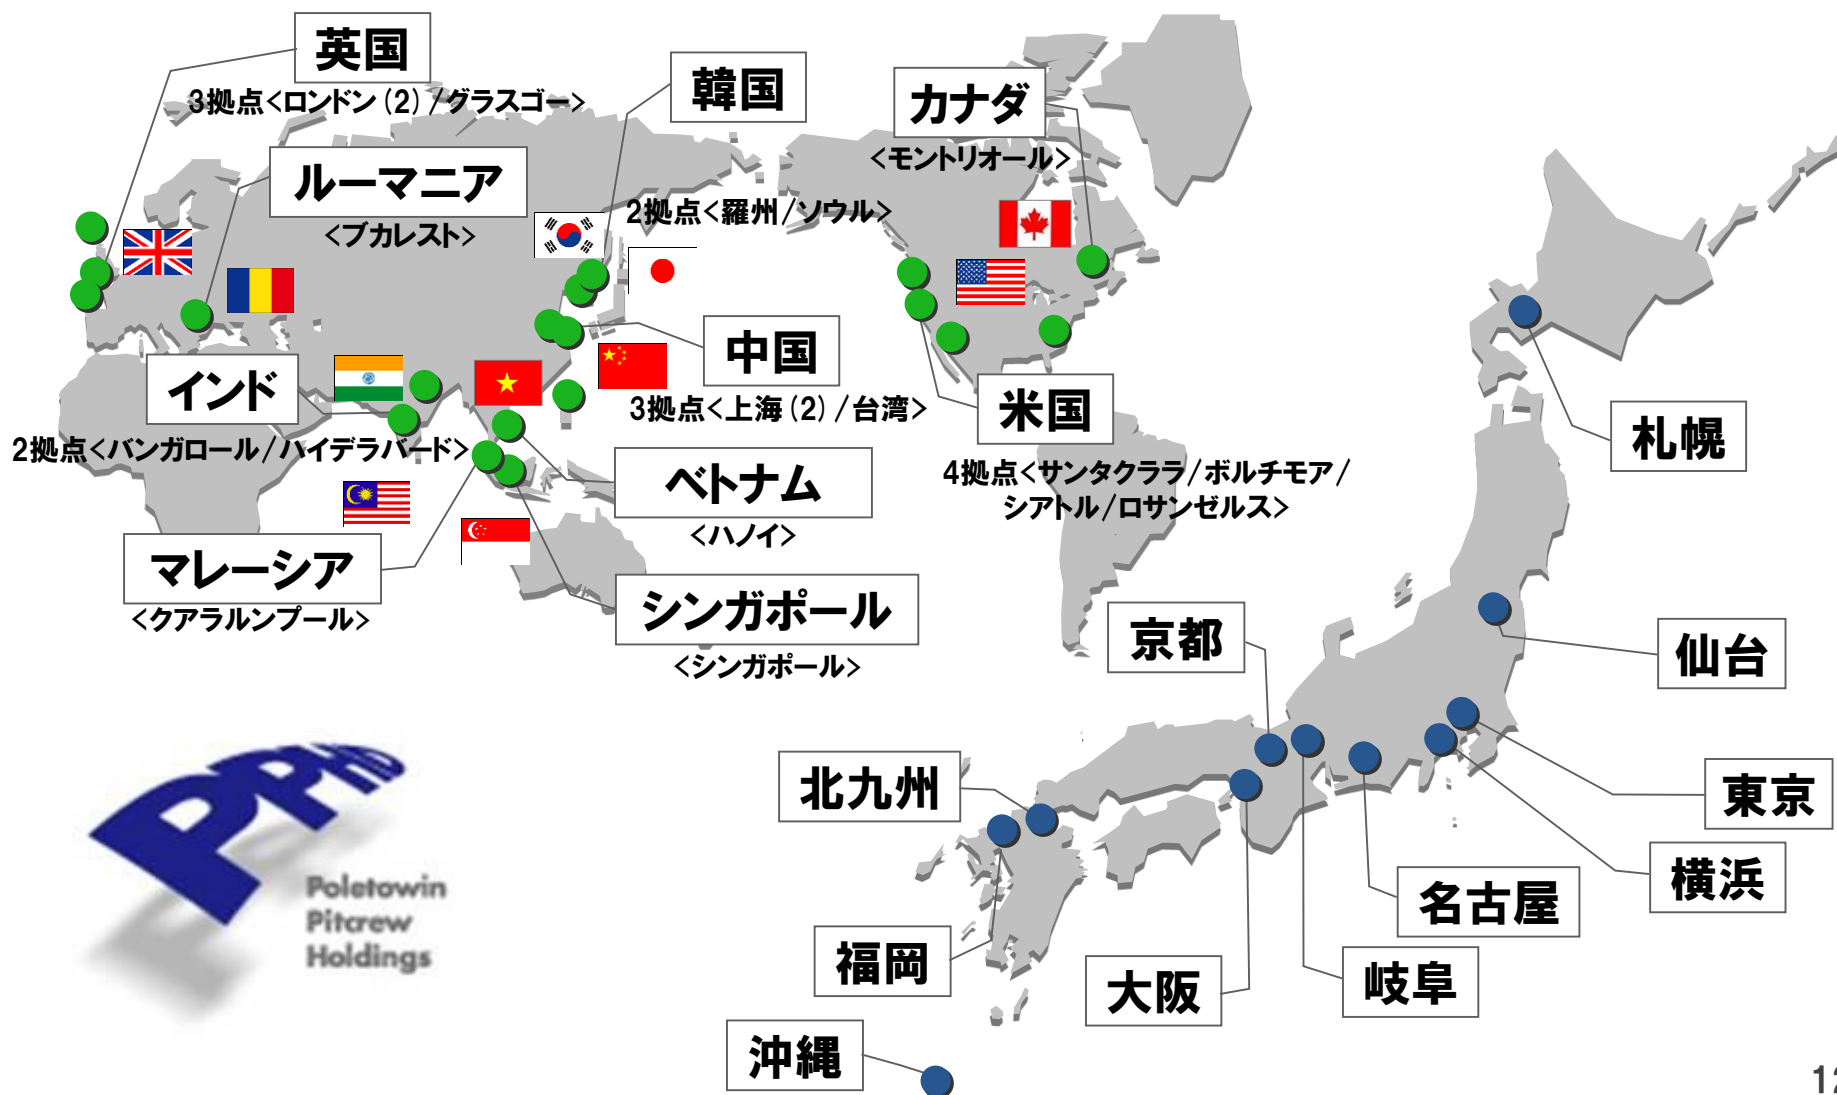 英国
3拠点<ロンドン(2)/グラスゴー>
韓国
2拠点<羅州/ソウル>
カナダ
<モントリオール>
ルーマニア
<ブカレスト>
中国
3拠点<上海(2)/台湾>
インド
2拠点<バンガロール/ハイデラバード>
米国
4拠点<サンタクララ/ボルチモア/
シアトル/ロサンゼルス>
ベトナム
<ハノイ>
マレーシア
<クアラルンプール>
シンガポール
<シンガポール>
札幌
仙台
京都
北九州
東京
横浜
名古屋
福岡
大阪
岐阜
沖縄
PPHD
Poletowin
Pitcrew
Holdings